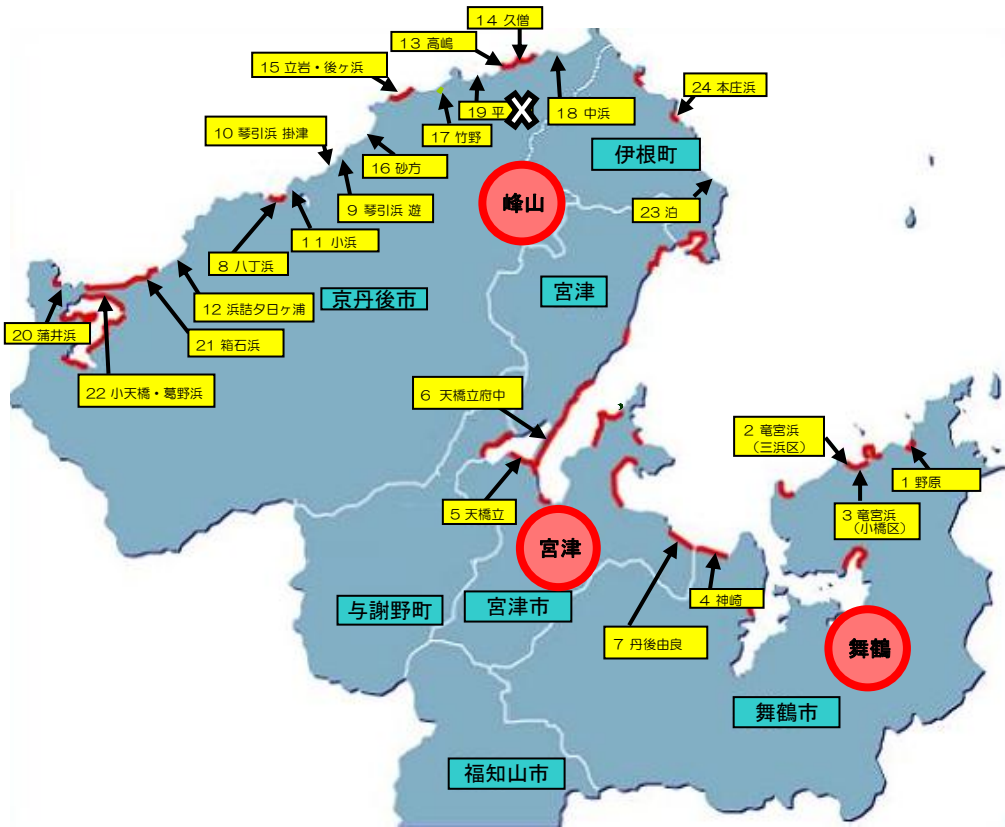 14 久僧
13 高嶋
15 立岩・後ヶ浜
24 本庄浜
19 平
18 中浜
17 竹野
10 琴引浜 掛津
16 砂方
伊根町
峰山
9 琴引浜 遊
23 泊
11 小浜
8 八丁浜
京丹後市
宮津
12 浜詰夕日ヶ浦
20 蒲井浜
21 箱石浜
22 小天橋・葛野浜
6 天橋立府中
2 竜宮浜
(三浜区)
1 野原
5 天橋立
3 竜宮浜
(小橋区)
宮津
4 神崎
与謝野町
宮津市
7 丹後由良
舞鶴
舞鶴市
福知山市